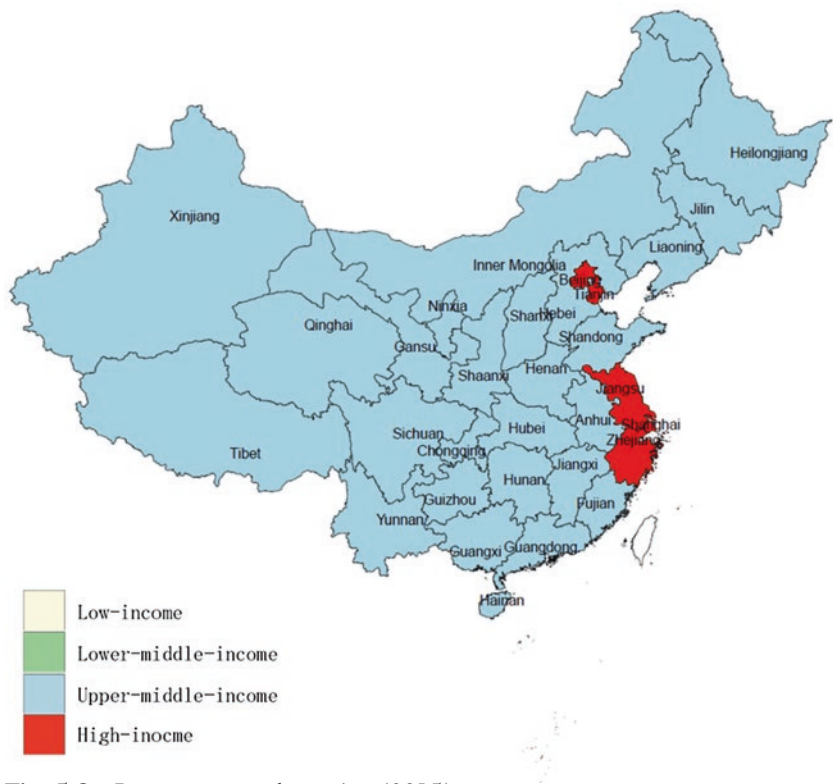 Heilongjiang
Jilin
Xinjiang
Liaoning
Inner Mongolia
Beijing
Tianjin
Ninxia
Hebei
Shanxi
Qinghai
Shandong
Gansu
Henan
Shaanxi
Jiangsu
Anhui
Shanghai
Hubei
Sichuan
Zhejiang
Chongqing
Tibet
Jiangxi
Hunan
Guizhou
Fujian
Yunnan
Guangxi
Guangdong
Hainan
Low-income
Lower-middle-income
Upper-middle-income
High-inocme